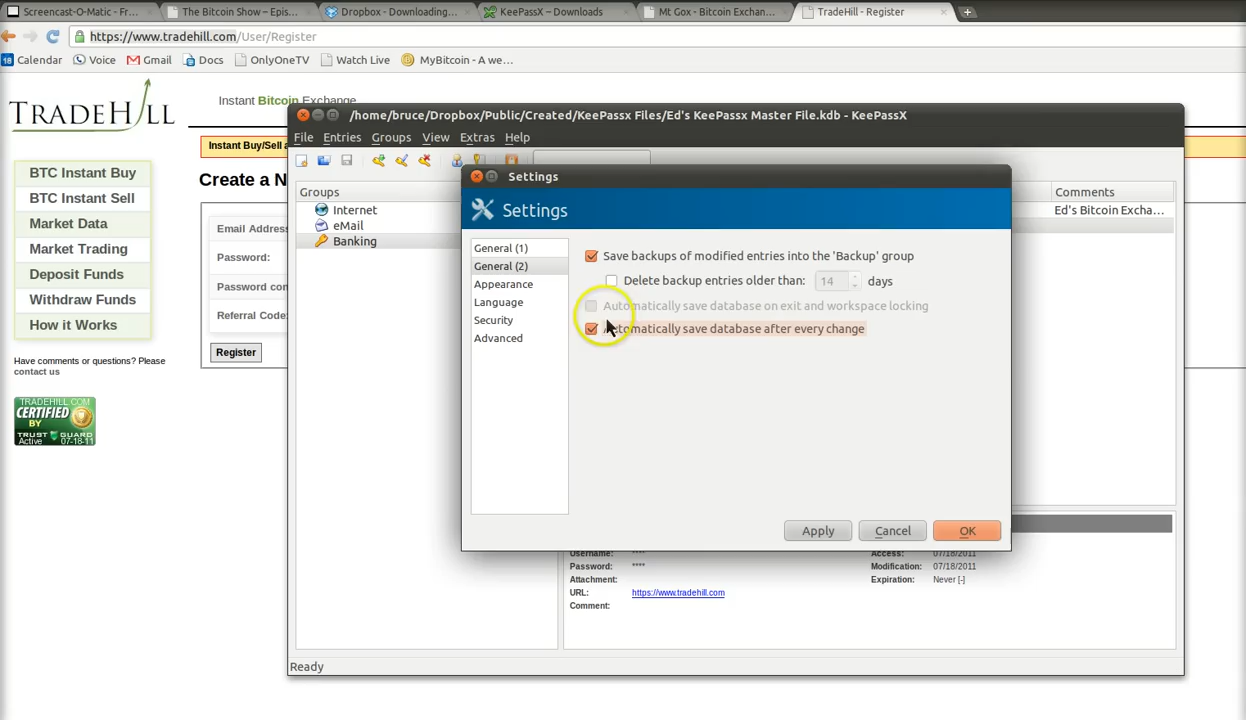 Screencast-O-Matic - Fr...
The Bitcoin Show – Epis...
Dropbox - Downloading...
KeePassX – Downloads
Mt Gox - Bitcoin Exchan...
TradeHill - Register
https://www.tradehill.com/User/Register
18 Calendar
Voice
Gmail
Docs
OnlyOneTV
Watch Live
MyBitcoin - A we...
TRADEHILL
Instant Bitcoin Exchange
Instant Buy/Sell a
Create a N
BTC Instant Buy
BTC Instant Sell
Market Data
Market Trading
Deposit Funds
Withdraw Funds
How it Works
Have comments or questions? Please
contact us
TRADEHILL.COM
CERTIFIED
BY
TRUST GUARD
Active 07-18-11
Email Address
Password:
Password con
Referral Code:
Register
/home/bruce/Dropbox/Public/Created/KeePassx Files/Ed's KeePassx Master File.kdb - KeePassX
File Entries Groups View Extras Help
Groups
Internet
eMail
Banking
Comments
Ed's Bitcoin Excha...
Settings
Settings
General (1)
General (2)
Appearance
Language
Security
Advanced
Save backups of modified entries into the 'Backup' group
Delete backup entries older than: 14 days
Automatically save database on exit and workspace locking
Automatically save database after every change
Apply Cancel OK
Username: ****
Password: ****
Attachment:
URL: https://www.tradehill.com
Comment:
Access: 07/18/2011
Modification: 07/18/2011
Expiration: Never [-]
Ready